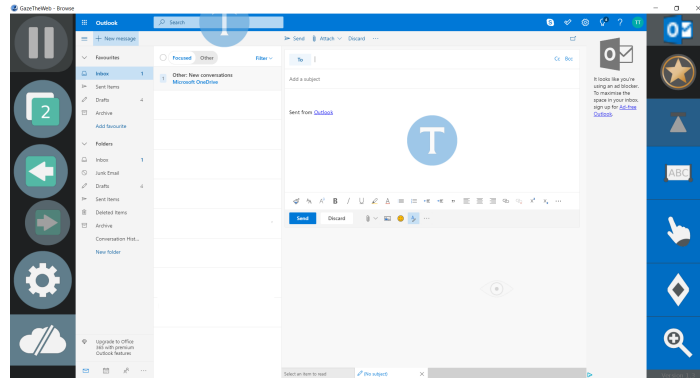 GazeTheWeb - Browse
Outlook
Search
New message
Send
Attach
Discard
Favourites
Inbox 1
Sent Items
Drafts 4
Archive
Add favourite
Folders
Inbox 1
Junk Email
Drafts 4
Sent Items
Deleted Items
Archive
Conversation Hist...
New folder
Upgrade to Office
365 with premium
Outlook features
Focused Other Filter
Other: New conversations
Microsoft OneDrive
1
To
Cc Bcc
Add a subject
Sent from Outlook
T
T
Send Discard
Select an item to read
(No subject)
It looks like you're
using an ad blocker.
To maximise the
space in your inbox,
sign up for Ad-Free
Outlook.
2
ABC